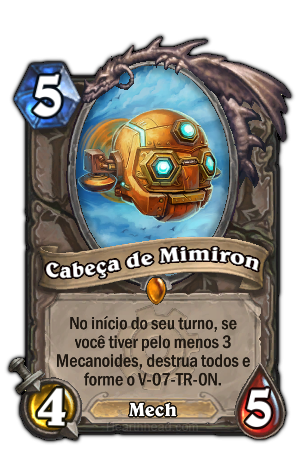 5
Cabeça de Mimiron
No início do seu turno, se
você tiver pelo menos 3
Mecanoides, destrua todos e
forme o V-07-TR-0N.
4
Mech
5